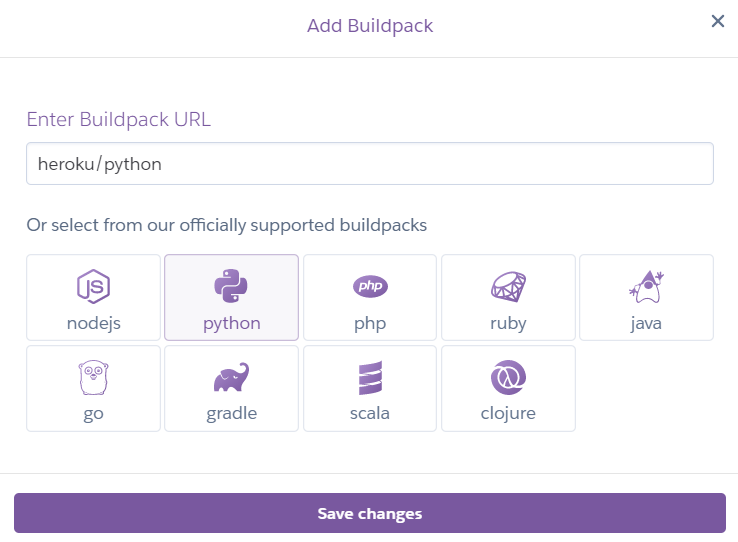 Add Buildpack
Enter Buildpack URL
heroku/python
Or select from our officially supported buildpacks
JS
php
nodejs python php ruby java
go gradle scala clojure
Save changes